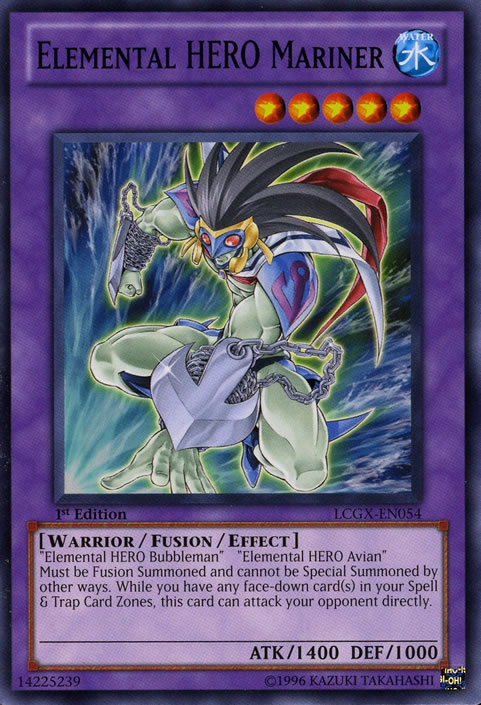 ELEMENTAL HERO MARINER
WATER
水
1st Edition
LCGX-EN054
[WARRIOR / FUSION / EFFECT]
"Elemental HERO Bubbleman" "Elemental HERO Avian"
Must be Fusion Summoned and cannot be Special Summoned by
other ways. While you have any face-down card(s) in your Spell
& Trap Card Zones, this card can attack your opponent directly.
ATK/1400 DEF/1000
14225239
©1996 KAZUKI TAKAHASHI